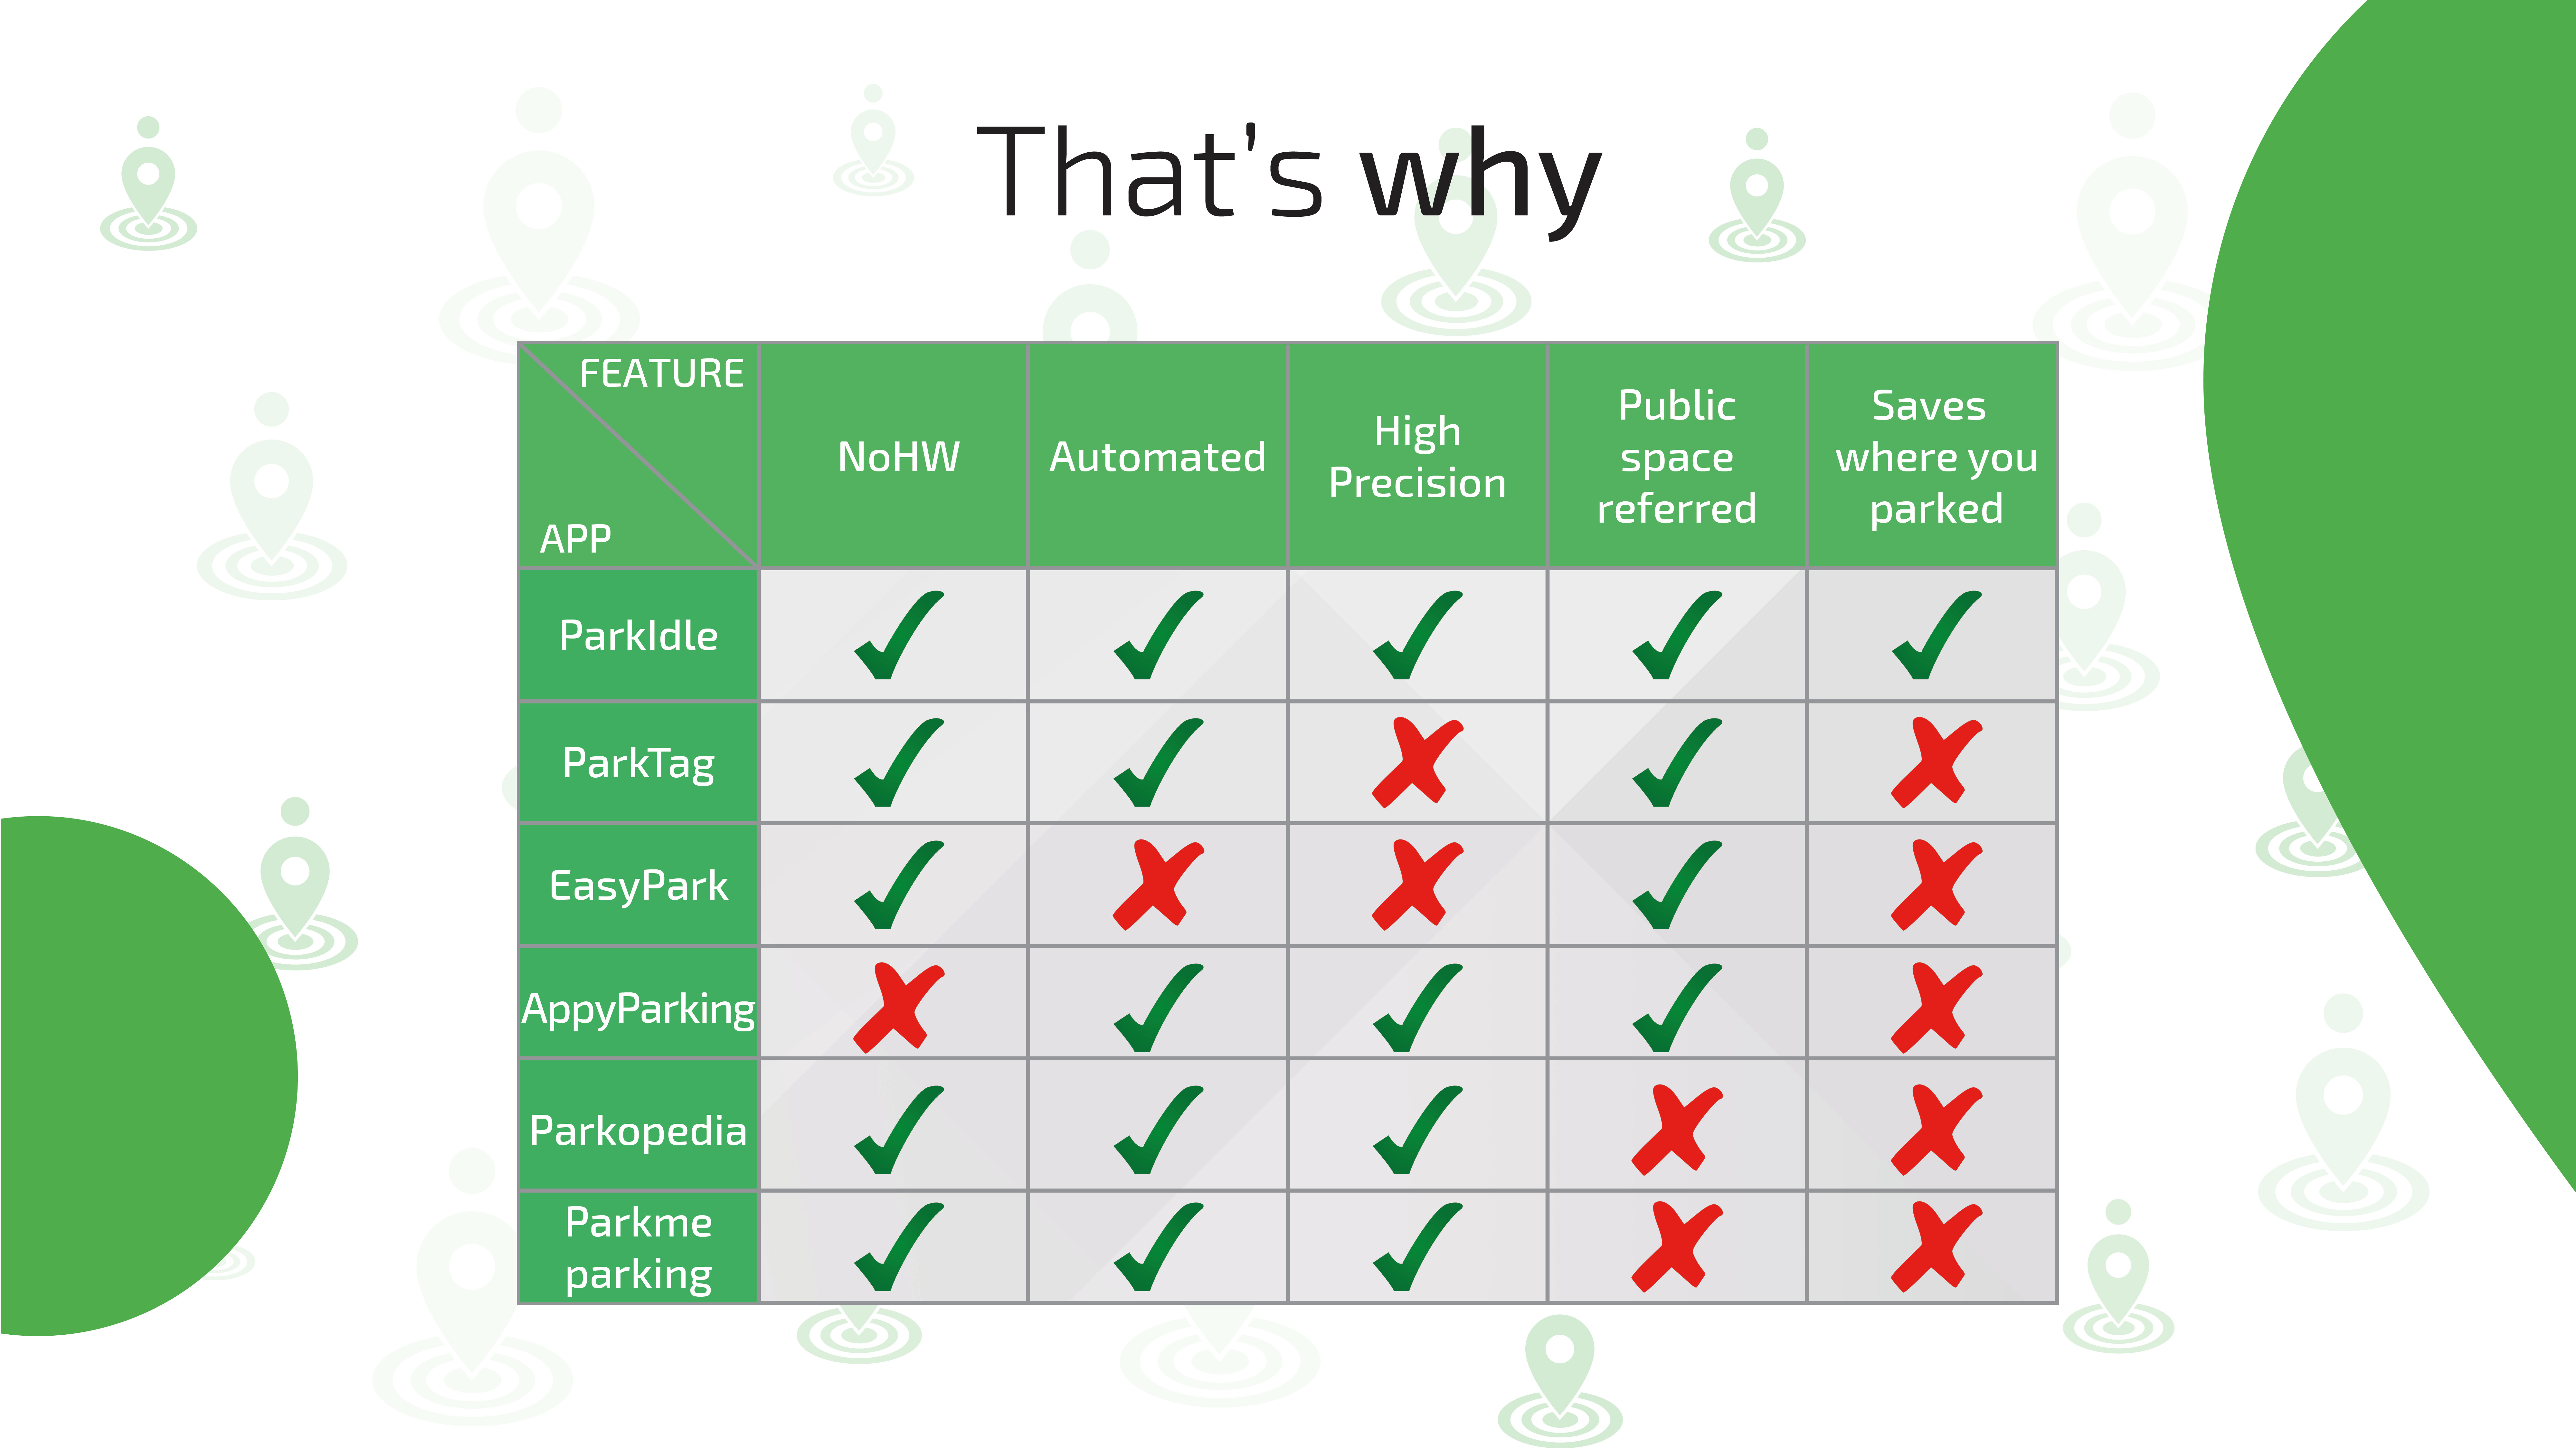 That's why
FEATURE
APP
NoHW
Automated
High
Precision
Public
space
referred
Saves
where you
parked
ParkIdle
ParkTag
EasyPark
AppyParking
Parkopedia
Parkme
parking